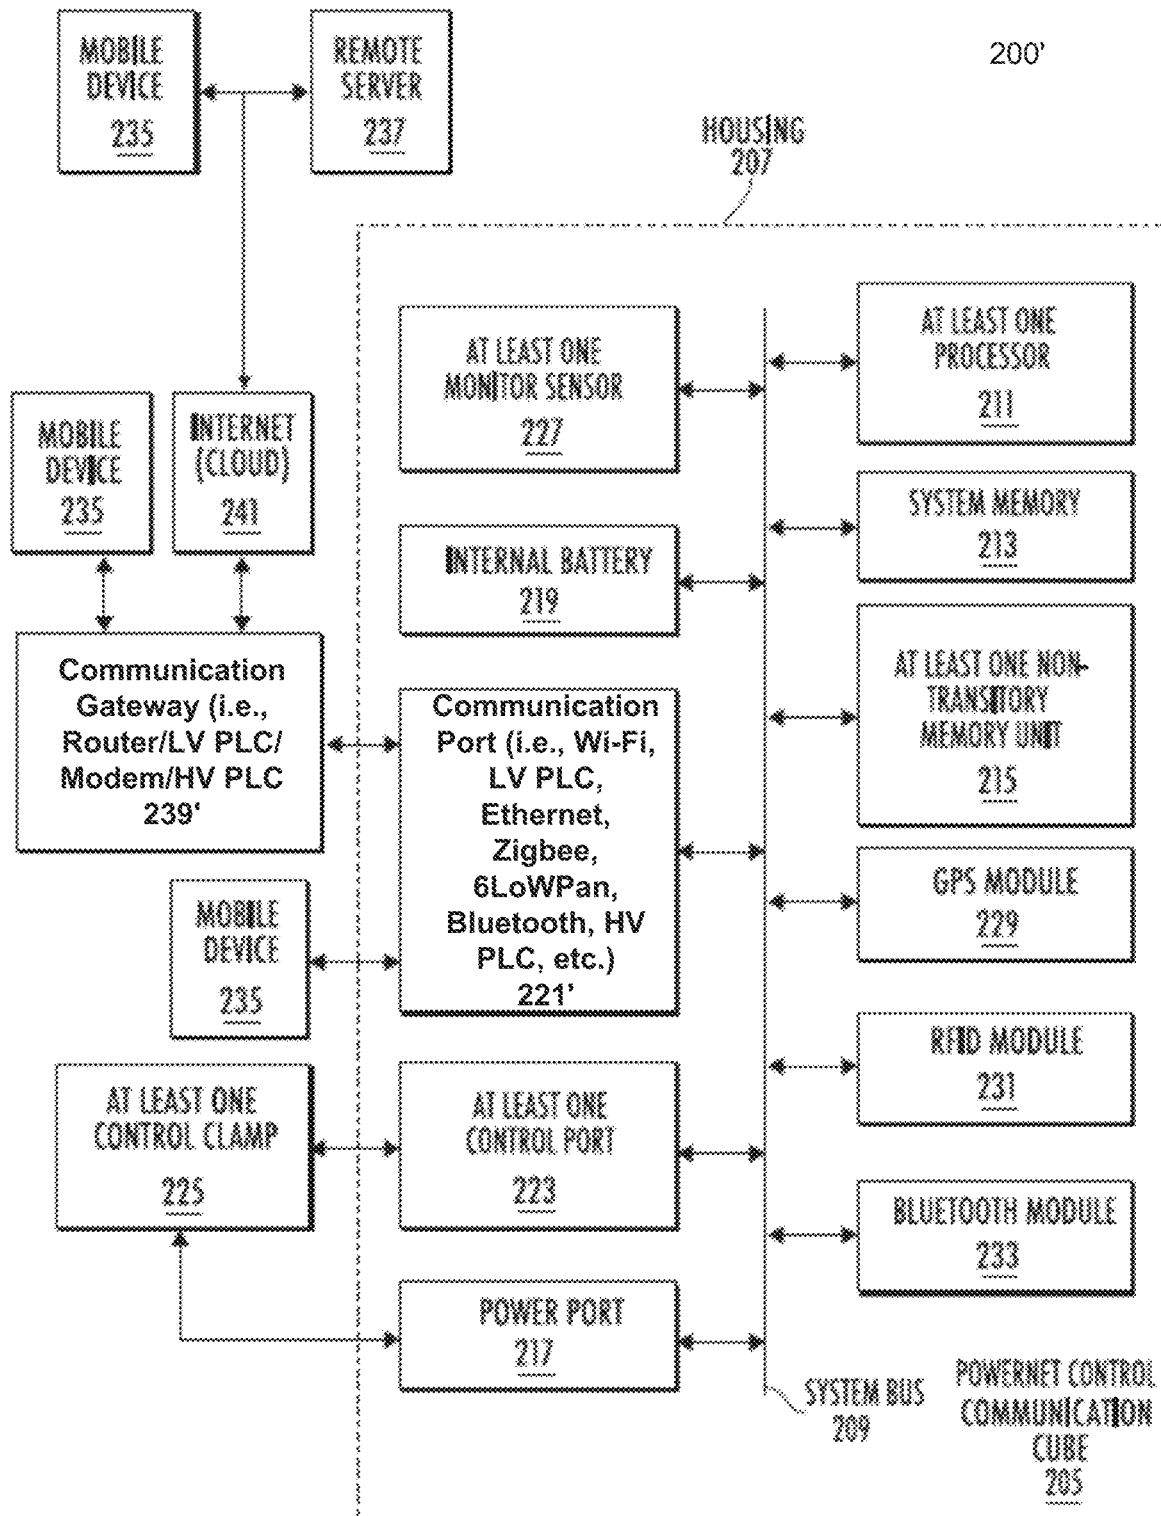 MOBILE
DEVICE
235
REMOTE
SERVER
237
200'
HOUSING
207
AT LEAST ONE
MONITOR SENSOR
227
AT LEAST ONE
PROCESSOR
211
MOBILE
DEVICE
235
INTERNET
(CLOUD)
241
SYSTEM MEMORY
213
INTERNAL BATTERY
219
AT LEAST ONE NON-
TRANSITORY
MEMORY UNIT
215
Communication
Gateway (i.e.,
Router/LV PLC/
Modem/HV PLC
239'
Communication
Port (i.e., Wi-Fi,
LV PLC,
Ethernet,
Zigbee,
6LoWPan,
Bluetooth, HV
PLC, etc.)
221'
GPS MODULE
229
MOBILE
DEVICE
235
RFID MODULE
231
AT LEAST ONE
CONTROL CLAMP
225
AT LEAST ONE
CONTROL PORT
223
BLUETOOTH MODULE
233
POWER PORT
217
SYSTEM BUS
209
POWERNET CONTROL
COMMUNICATION
CUBE
205